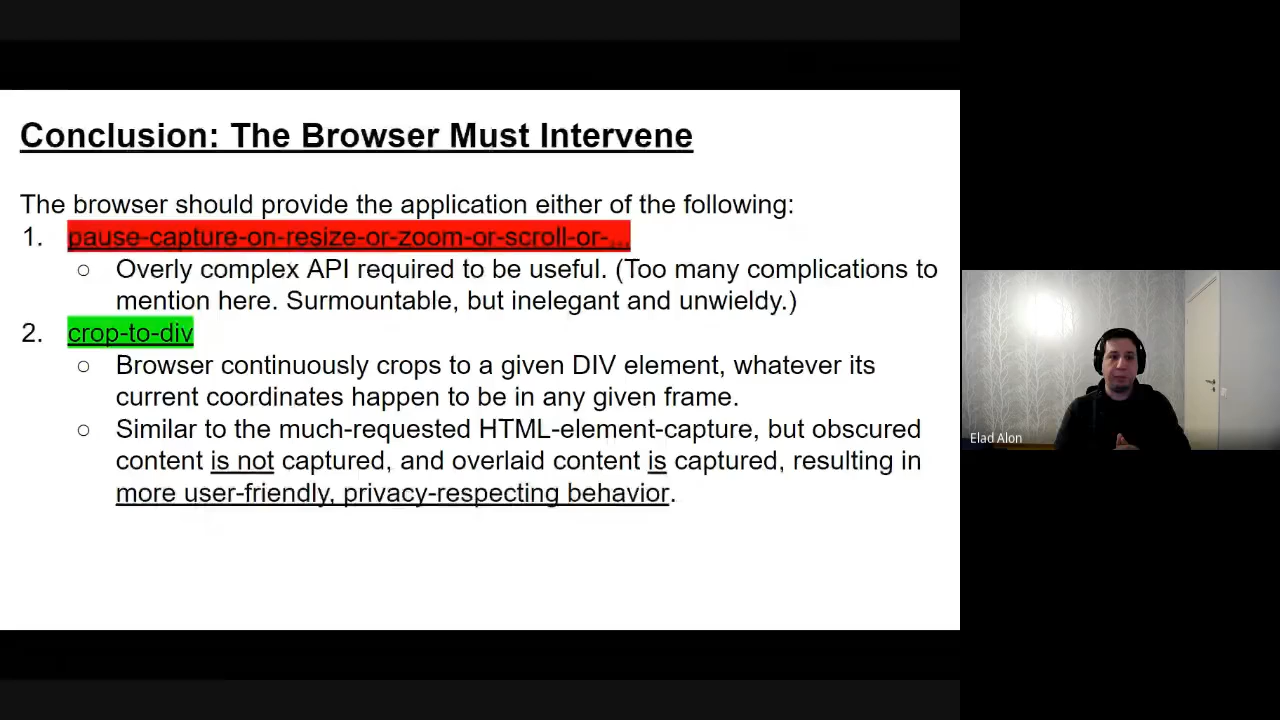 Conclusion: The Browser Must Intervene
The browser should provide the application either of the following:
1. pause-capture-on-resize-or-zoom-or-scroll-or-...
○ Overly complex API required to be useful. (Too many complications to
mention here. Surmountable, but inelegant and unwieldy.)
2. crop-to-div
○ Browser continuously crops to a given DIV element, whatever its
current coordinates happen to be in any given frame.
○ Similar to the much-requested HTML-element-capture, but obscured
content is not captured, and overlaid content is captured, resulting in
more user-friendly, privacy-respecting behavior.
Elad Alon